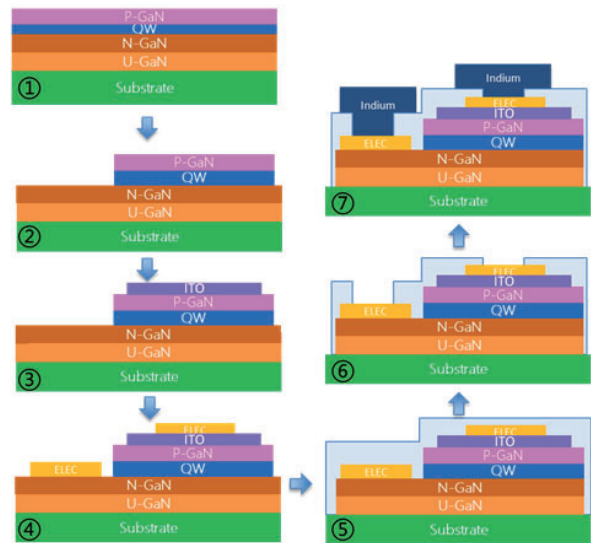 P-GaN
QW
N-GaN
U-GaN
① Substrate
P-GaN
QW
N-GaN
U-GaN
② Substrate
ITO
P-GaN
QW
N-GaN
U-GaN
③ Substrate
ELEC
ITO
P-GaN
ELEC QW
N-GaN
U-GaN
④ Substrate
ELEC
ITO
P-GaN
ELEC QW
N-GaN
U-GaN
⑤ Substrate
ELEC
ITO
P-GaN
ELEC QW
N-GaN
U-GaN
⑥ Substrate
Indium
Indium
ELEC
ITO
P-GaN
ELEC QW
N-GaN
U-GaN
⑦ Substrate